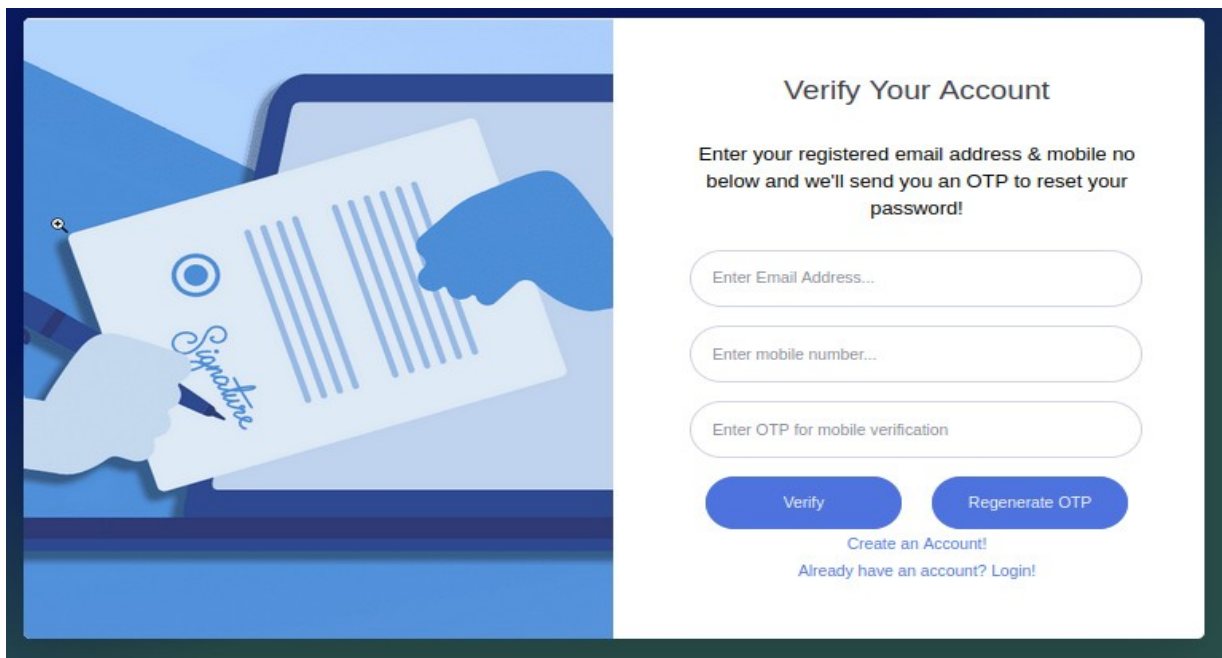 Verify Your Account
Enter your registered email address & mobile no
below and we'll send you an OTP to reset your
password!
Enter Email Address...
Enter mobile number...
Signature
Enter OTP for mobile verification
Verify
Regenerate OTP
Create an Account!
Already have an account? Login!